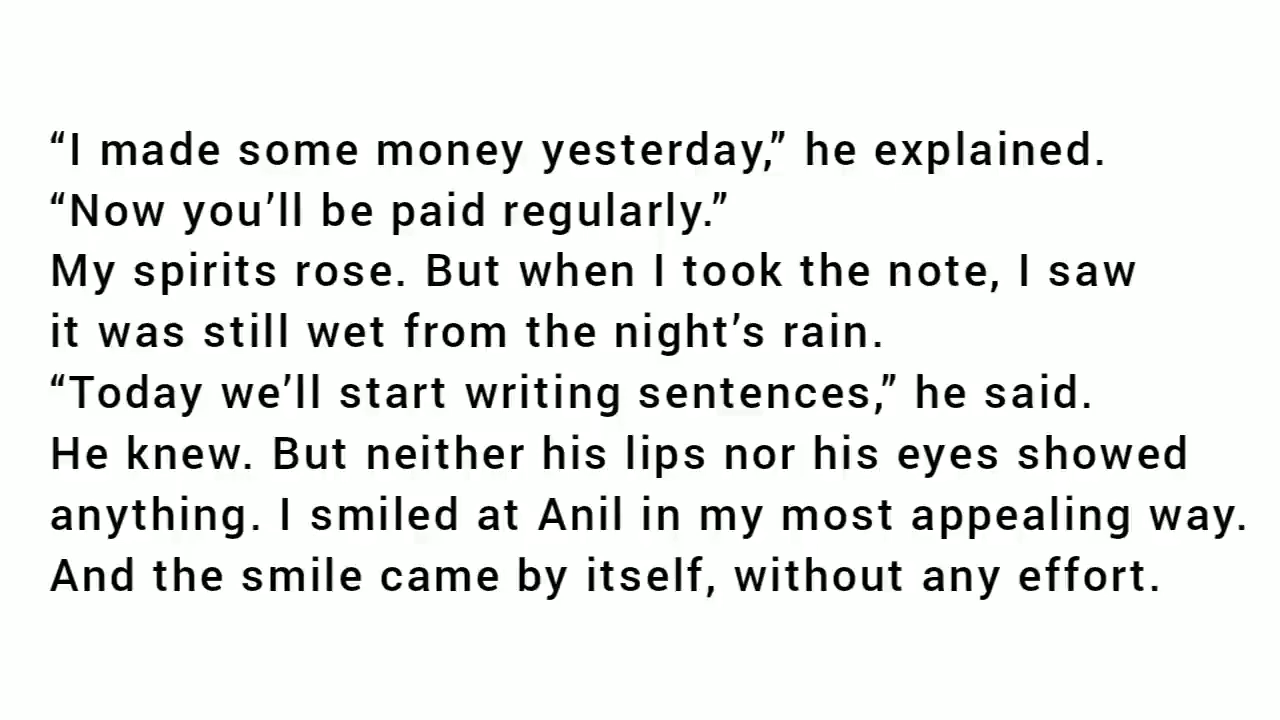 “I made some money yesterday,” he explained.
“Now you’ll be paid regularly.”
My spirits rose. But when I took the note, I saw
it was still wet from the night’s rain.
“Today we’ll start writing sentences,” he said.
He knew. But neither his lips nor his eyes showed
anything. I smiled at Anil in my most appealing way.
And the smile came by itself, without any effort.